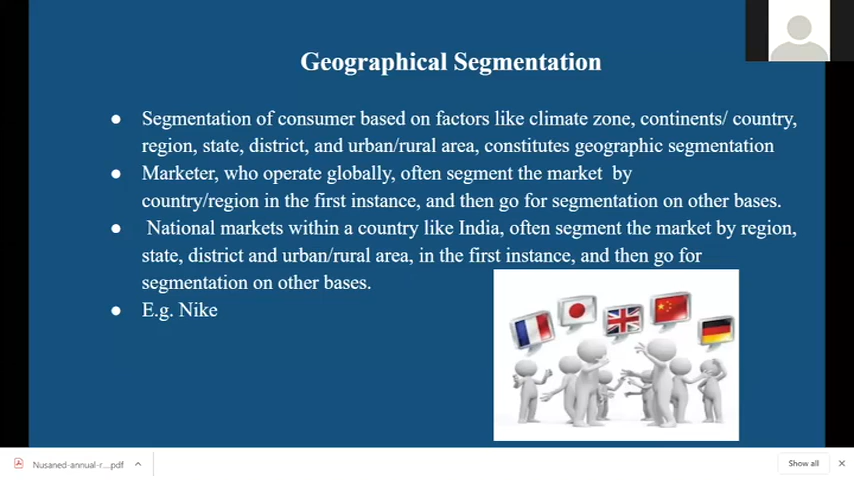 Geographical Segmentation
● Segmentation of consumer based on factors like climate zone, continents/ country,
region, state, district, and urban/rural area, constitutes geographic segmentation
● Marketer, who operate globally, often segment the market by
country/region in the first instance, and then go for segmentation on other bases.
● National markets within a country like India, often segment the market by region,
state, district and urban/rural area, in the first instance, and then go for
segmentation on other bases.
● E.g. Nike
Nusaned-annual-r....pdf
Show all